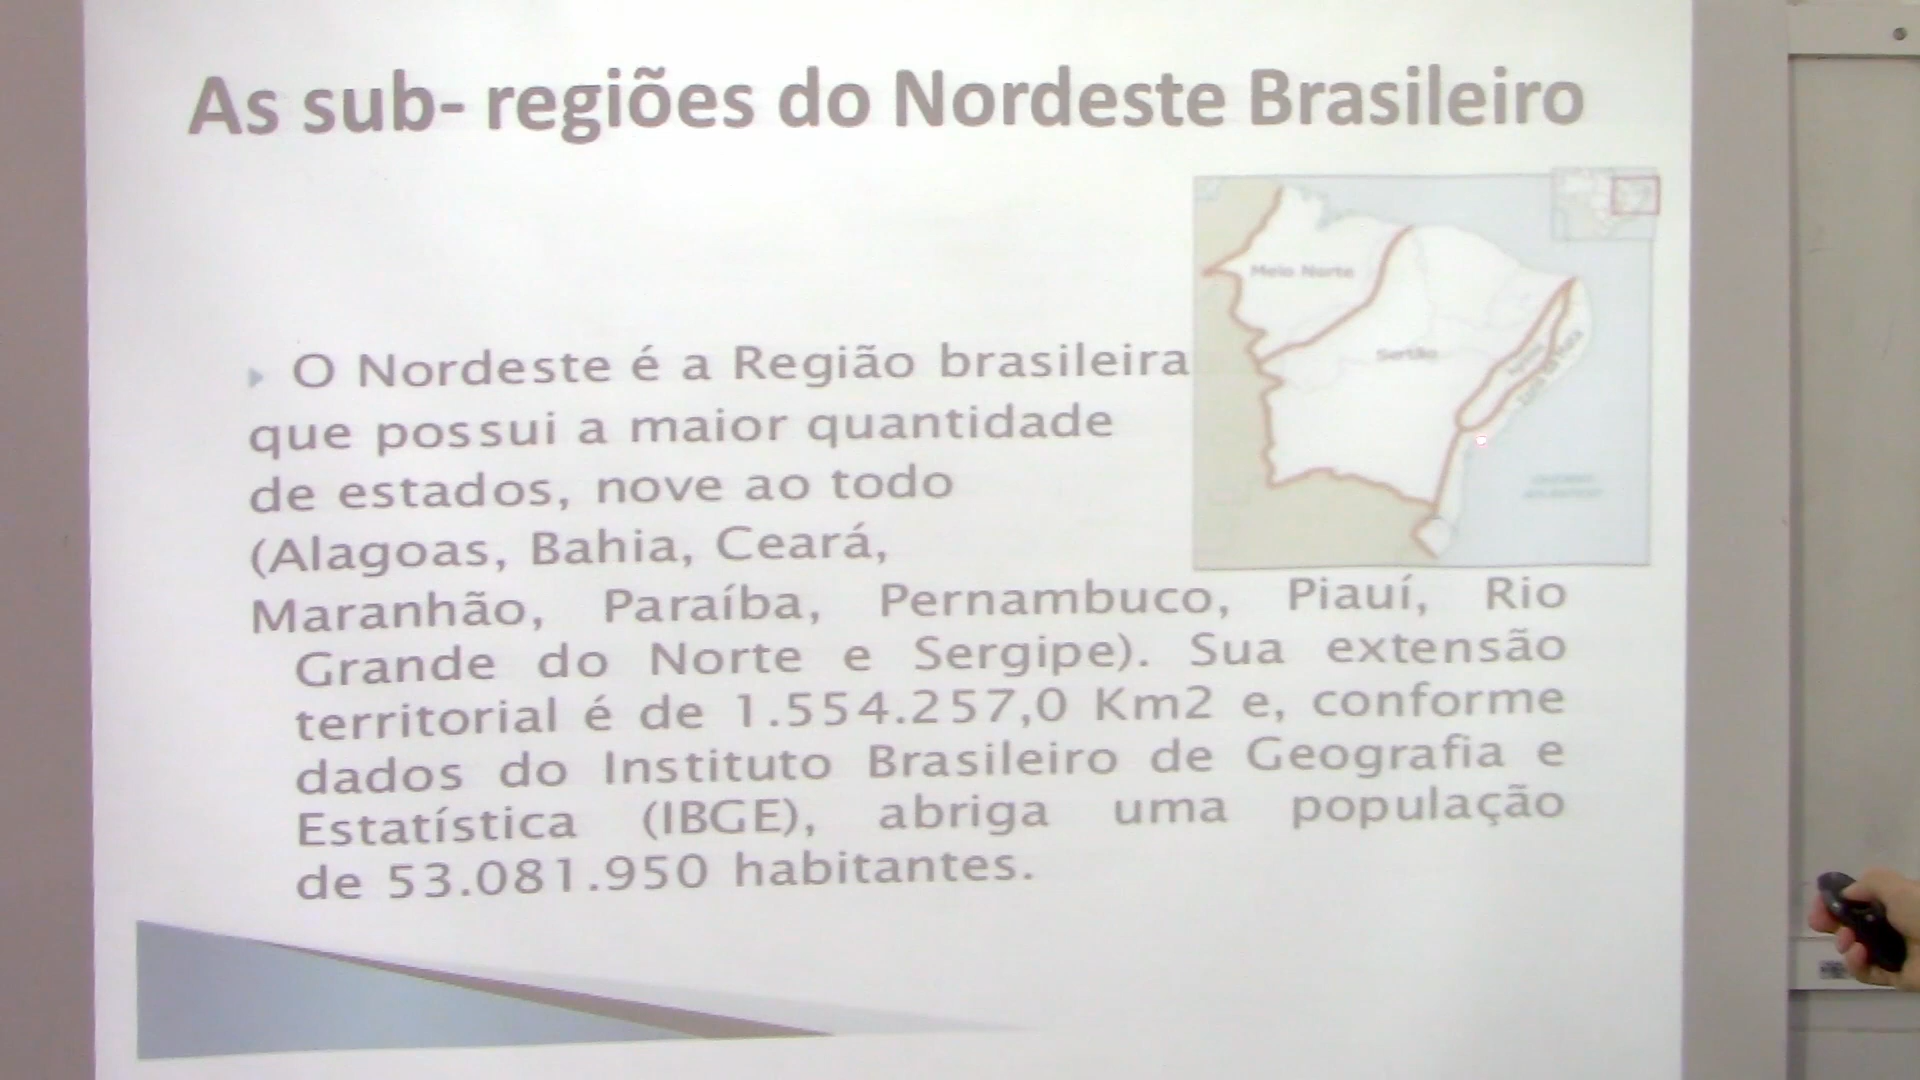 As sub- regiões do Nordeste Brasileiro
Meio Norte
Sertão
O Nordeste é a Região brasileira
que possui a maior quantidade
de estados, nove ao todo
(Alagoas, Bahia, Ceará,
Maranhão, Paraíba, Pernambuco, Piauí, Rio
Grande do Norte e Sergipe). Sua extensão
territorial é de 1.554.257,0 Km2 e, conforme
dados do Instituto Brasileiro de Geografia e
Estatística (IBGE), abriga uma população
de 53.081.950 habitantes.